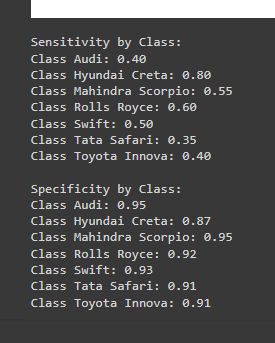 Sensitivity by Class:
Class Audi: 0.40
Class Hyundai Creta: 0.80
Class Mahindra Scorpio: 0.55
Class Rolls Royce: 0.60
Class Swift: 0.50
Class Tata Safari: 0.35
Class Toyota Innova: 0.40
Specificity by Class:
Class Audi: 0.95
Class Hyundai Creta: 0.87
Class Mahindra Scorpio: 0.95
Class Rolls Royce: 0.92
Class Swift: 0.93
Class Tata Safari: 0.91
Class Toyota Innova: 0.91